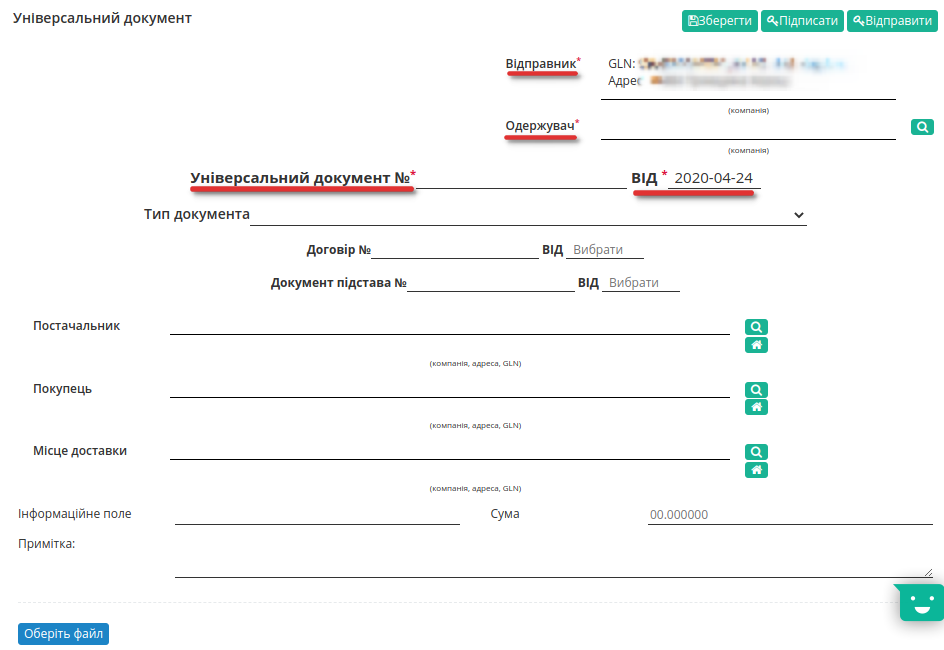 Універсальний документ
Зберегти Підписати Відправити
Відправник* GLN:
Адрес
(компанія)
Одержувач*
(компанія)
Універсальний документ №* ВІД * 2020-04-24
Тип документа
Договір № ВІД Вибрати
Документ підстава № ВІД Вибрати
Постачальник
(компанія, адреса, GLN)
Покупець
(компанія, адреса, GLN)
Місце доставки
(компанія, адреса, GLN)
Інформаційне поле Сума 00.000000
Примітка:
Оберіть файл